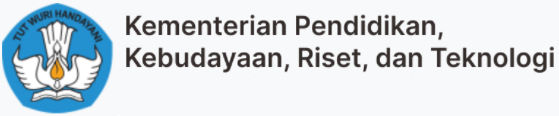 TUT WURI HANDAYANI
Kementerian Pendidikan,
Kebudayaan, Riset, dan Teknologi